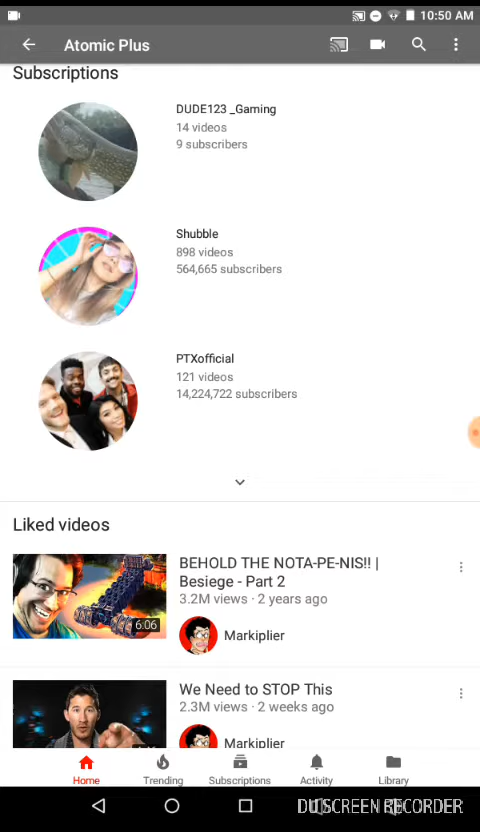 10:50 AM
Atomic Plus
Subscriptions
DUDE123 _Gaming
14 videos
9 subscribers
Shubble
898 videos
564,665 subscribers
PTXofficial
121 videos
14,224,722 subscribers
Liked videos
BEHOLD THE NOTA-PE-NIS!! |
Besiege - Part 2
3.2M views · 2 years ago
6:06
Markiplier
We Need to STOP This
2.3M views · 2 weeks ago
Markiplier
Home
Trending
Subscriptions
Activity
Library
DU SCREEN RECORDER